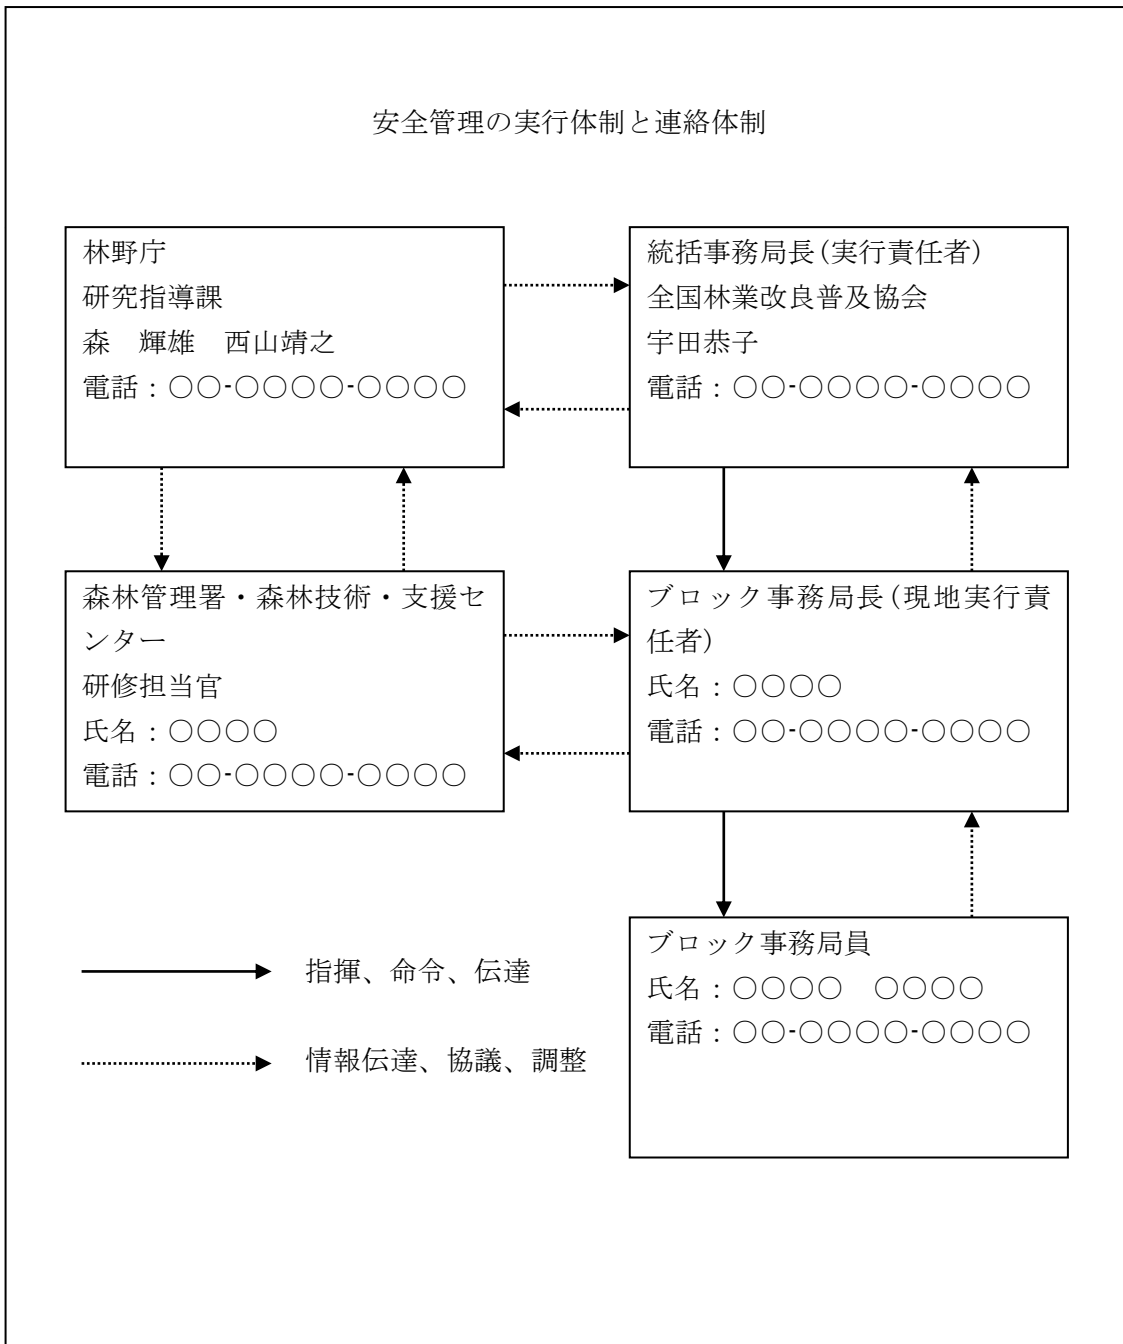 安全管理の実行体制と連絡体制
林野庁
研究指導課
森　輝雄　西山靖之
電話：○○-○○○○-○○○○
統括事務局長(実行責任者)
全国林業改良普及協会
宇田恭子
電話：○○-○○○○-○○○○
森林管理署・森林技術・支援セ
ンター
研修担当官
氏名：○○○○
電話：○○-○○○○-○○○○
ブロック事務局長(現地実行責
任者)
氏名：○○○○
電話：○○-○○○○-○○○○
ブロック事務局員
氏名：○○○○　○○○○
電話：○○-○○○○-○○○○
指揮、命令、伝達
情報伝達、協議、調整